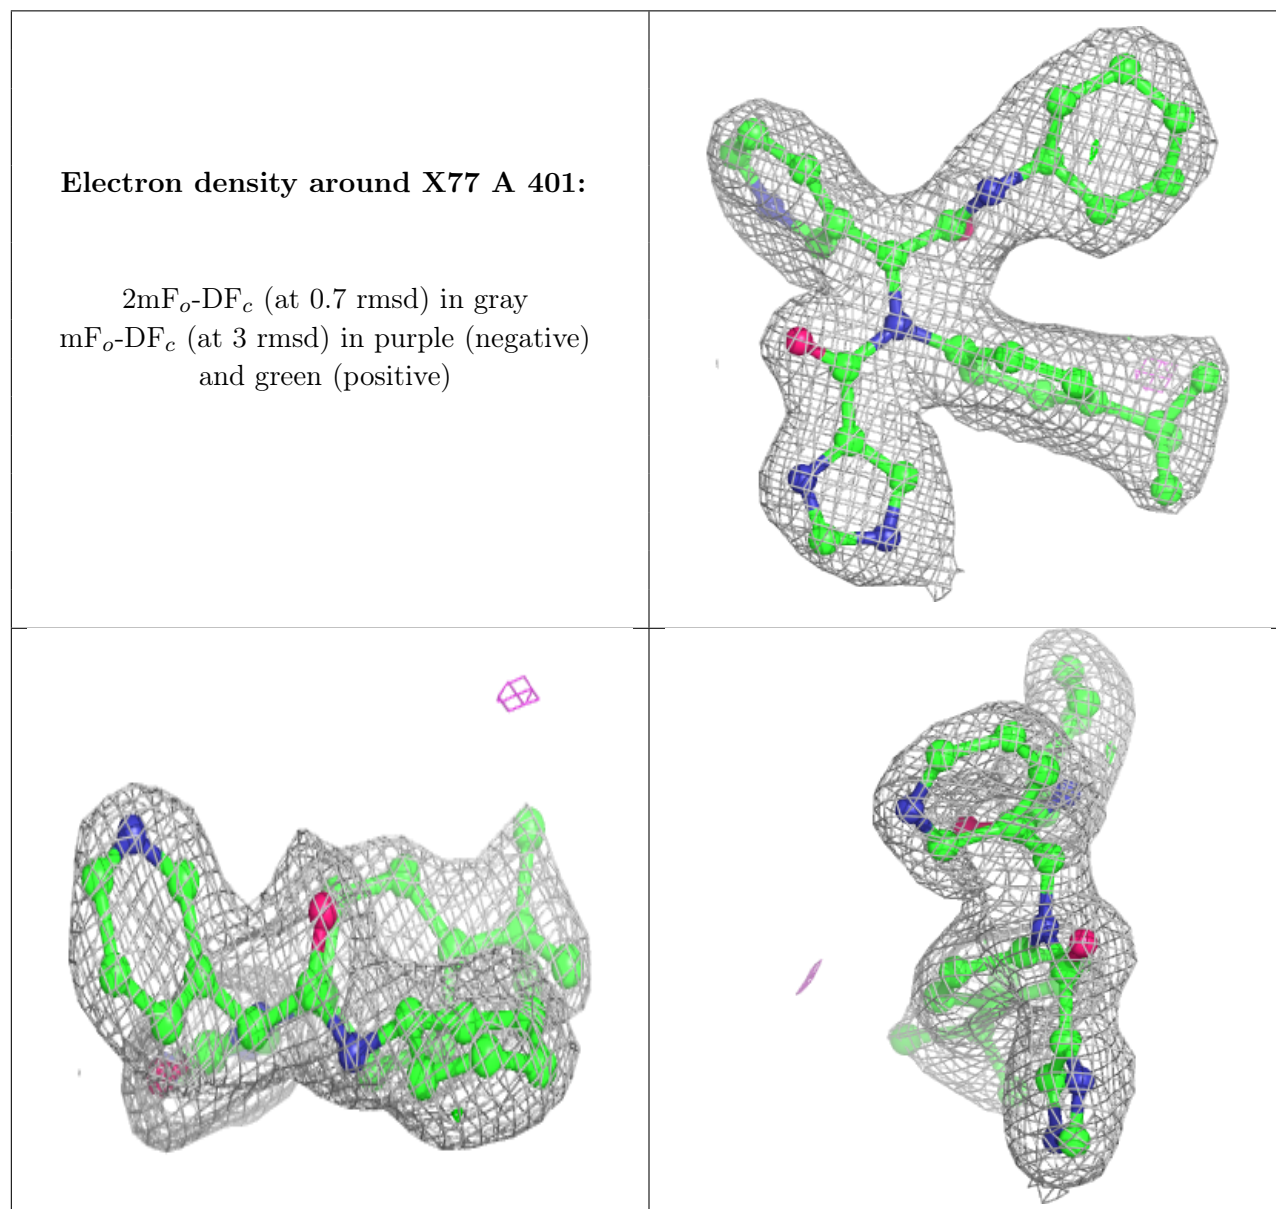 Electron density around X77 A 401:
2mFₒ-DF𝑐 (at 0.7 rmsd) in gray
mFₒ-DF𝑐 (at 3 rmsd) in purple (negative)
and green (positive)